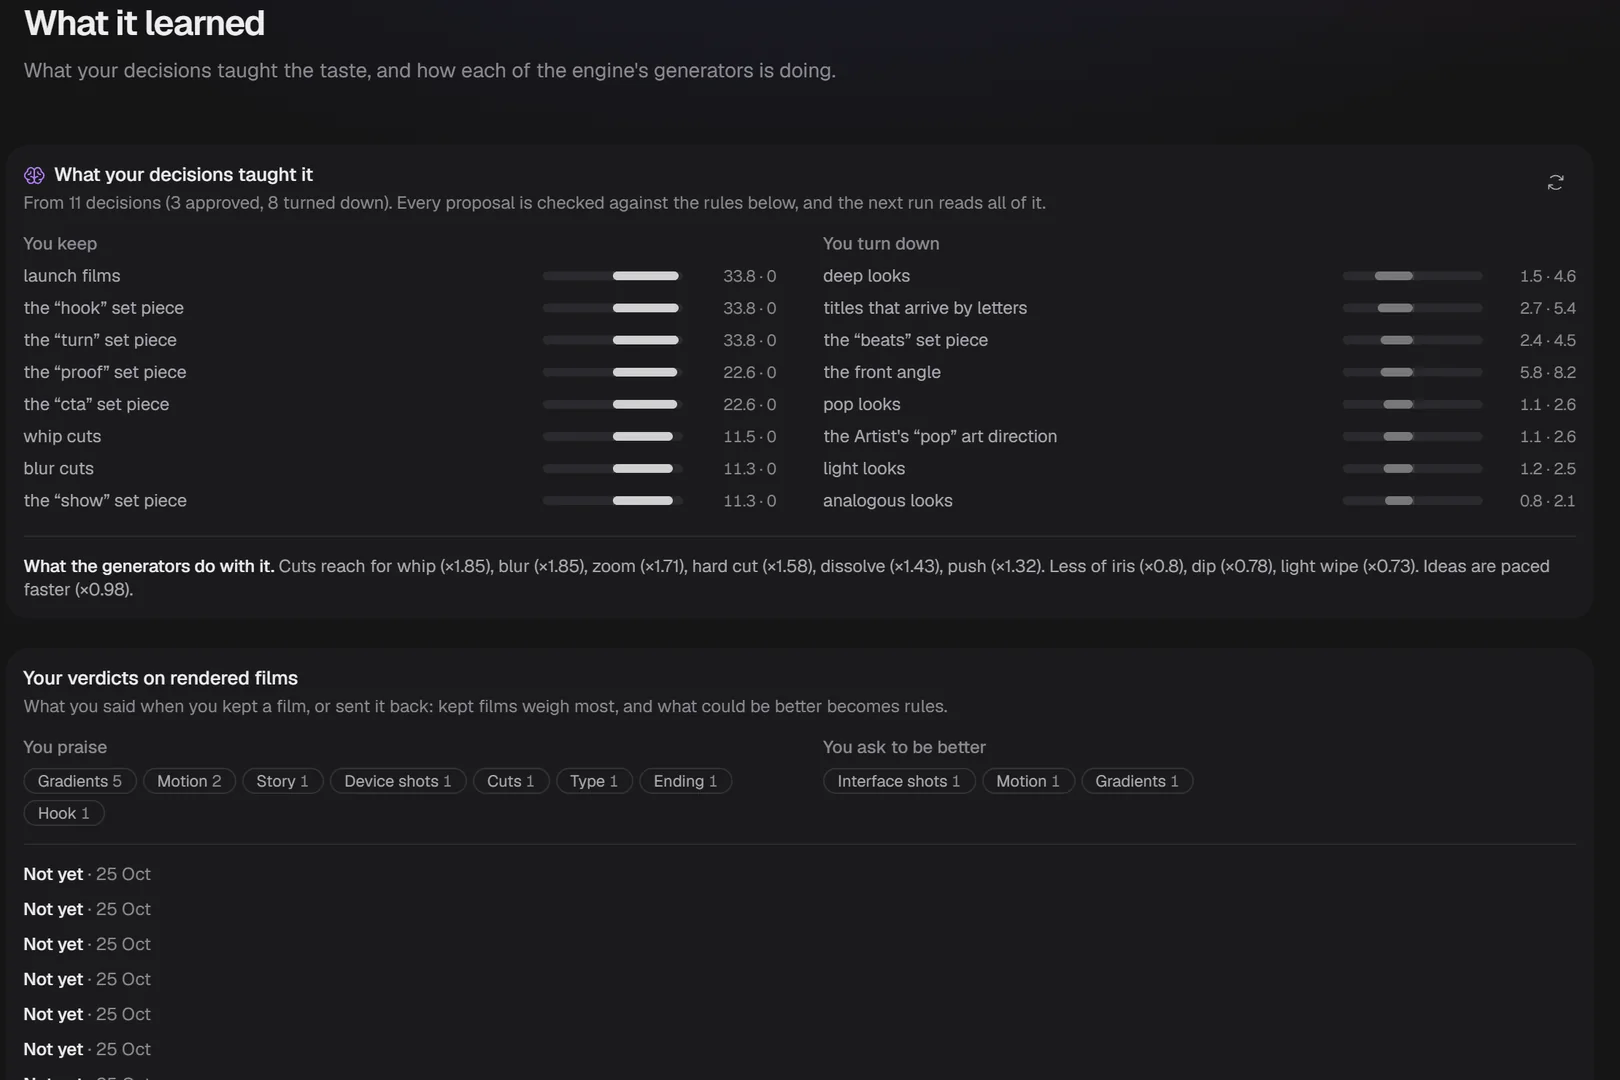 What it learned
What your decisions taught the taste, and how each of the engine's generators is doing.
What your decisions taught it
From 11 decisions (3 approved, 8 turned down). Every proposal is checked against the rules below, and the next run reads all of it.
You keep
launch films 33.8 · 0
the “hook” set piece 33.8 · 0
the “turn” set piece 33.8 · 0
the “proof” set piece 22.6 · 0
the “cta” set piece 22.6 · 0
whip cuts 11.5 · 0
blur cuts 11.3 · 0
the “show” set piece 11.3 · 0
You turn down
deep looks 1.5 · 4.6
titles that arrive by letters 2.7 · 5.4
the “beats” set piece 2.4 · 4.5
the front angle 5.8 · 8.2
pop looks 1.1 · 2.6
the Artist's “pop” art direction 1.1 · 2.6
light looks 1.2 · 2.5
analogous looks 0.8 · 2.1
What the generators do with it. Cuts reach for whip (×1.85), blur (×1.85), zoom (×1.71), hard cut (×1.58), dissolve (×1.43), push (×1.32). Less of iris (×0.8), dip (×0.78), light wipe (×0.73). Ideas are paced
faster (×0.98).
Your verdicts on rendered films
What you said when you kept a film, or sent it back: kept films weigh most, and what could be better becomes rules.
You praise
Gradients 5 Motion 2 Story 1 Device shots 1 Cuts 1 Type 1 Ending 1
Hook 1
You ask to be better
Interface shots 1 Motion 1 Gradients 1
Not yet · 25 Oct
Not yet · 25 Oct
Not yet · 25 Oct
Not yet · 25 Oct
Not yet · 25 Oct
Not yet · 25 Oct